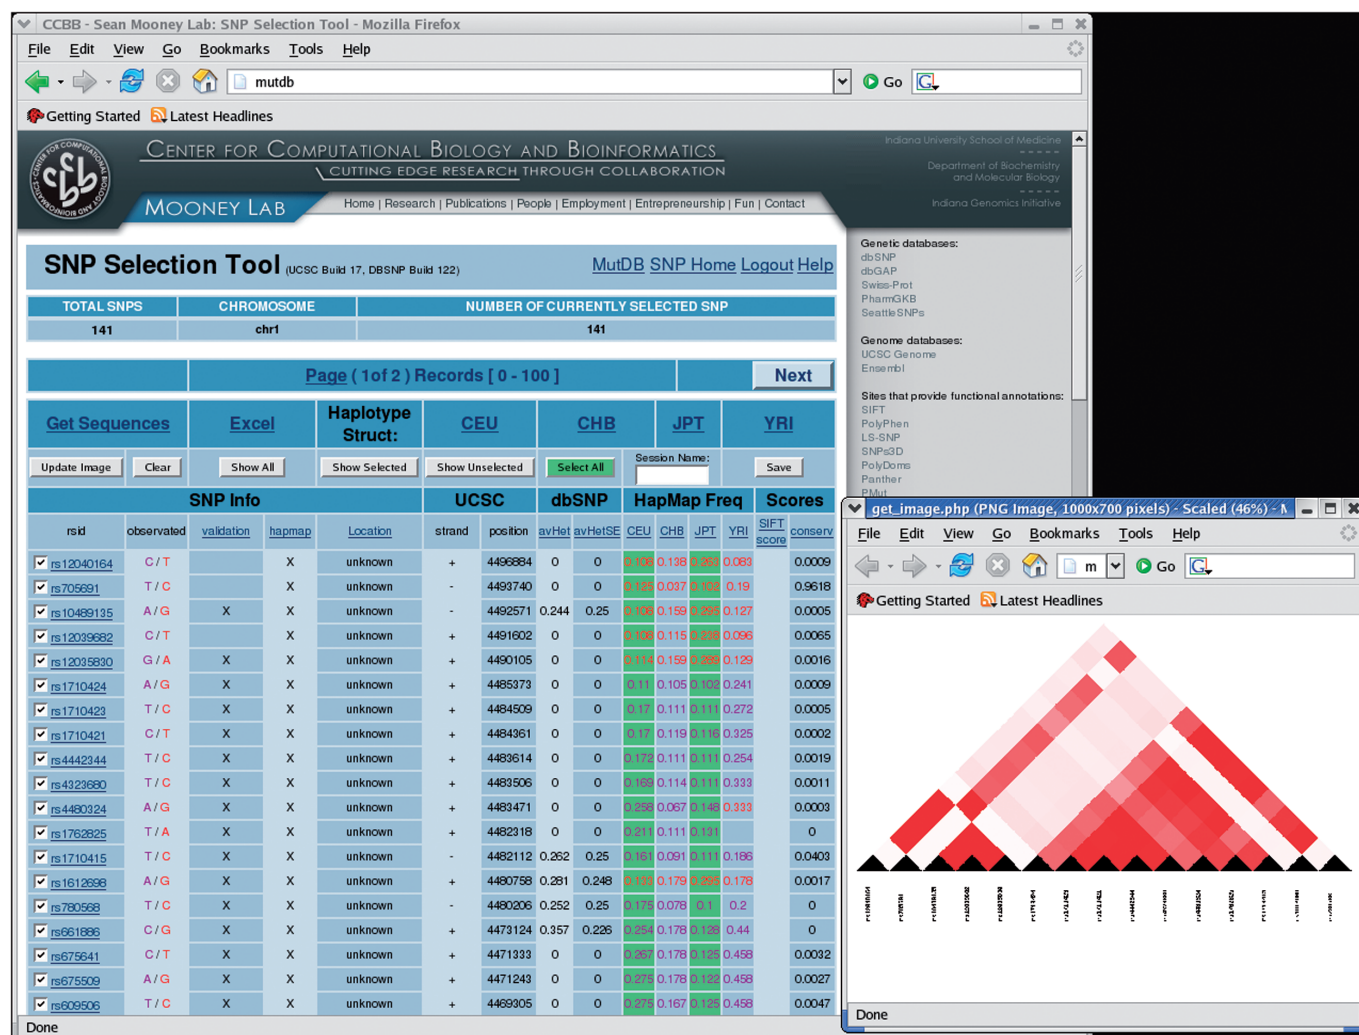 CCBB - Sean Mooney Lab: SNP Selection Tool - Mozilla Firefox
File Edit View Go Bookmarks Tools Help
mutdb Go
Getting Started Latest Headlines
CENTER FOR COMPUTATIONAL BIOLOGY AND BIOINFORMATICS
CUTTING EDGE RESEARCH THROUGH COLLABORATION
MOONEY LAB
Home | Research | Publications | People | Employment | Entrepreneurship | Fun | Contact
Indiana University School of Medicine
Department of Biochemistry
and Molecular Biology
Indiana Genomics Initiative
SNP Selection Tool (UCSC Build 17, DBSNP Build 122) MutDB SNP Home Logout Help
TOTAL SNPS CHROMOSOME NUMBER OF CURRENTLY SELECTED SNP
141 chr1 141
Page ( 1of 2 ) Records [ 0 - 100 ] Next
Get Sequences Excel Haplotype Struct: CEU CHB JPT YRI
Update Image Clear Show All Show Selected Show Unselected Select All Session Name: Save
SNP Info UCSC dbSNP HapMap Freq Scores
rsid observated validation hapmap Location strand position avHet avHetSE CEU CHB JPT YRI SIFT score conserv
rs12040164 C/T X unknown + 4496884 0 0 0.108 0.138 0.263 0.083 0.0009
rs705691 T/C X unknown - 4493740 0 0 0.125 0.037 0.102 0.19 0.9618
rs10489135 A/G X X unknown - 4492571 0.244 0.25 0.108 0.159 0.295 0.127 0.0005
rs12039682 C/T X unknown + 4491602 0 0 0.108 0.115 0.238 0.096 0.0065
rs12035830 G/A X X unknown + 4490105 0 0 0.114 0.159 0.289 0.129 0.0016
rs1710424 A/G X X unknown + 4485373 0 0 0.11 0.105 0.102 0.241 0.0009
rs1710423 T/C X X unknown + 4484509 0 0 0.17 0.111 0.111 0.272 0.0005
rs1710421 C/T X X unknown + 4484361 0 0 0.17 0.119 0.116 0.325 0.0002
rs4442344 T/C X X unknown + 4483614 0 0 0.172 0.111 0.111 0.254 0.0019
rs4323680 T/C X X unknown + 4483506 0 0 0.169 0.114 0.111 0.333 0.0011
rs4480324 A/G X X unknown + 4483471 0 0 0.258 0.067 0.148 0.333 0.0003
rs1762825 T/A X X unknown + 4482318 0 0 0.211 0.111 0.131 0
rs1710415 T/C X X unknown - 4482112 0.262 0.25 0.161 0.091 0.111 0.186 0.0403
rs1612698 A/G X X unknown + 4480758 0.281 0.248 0.133 0.179 0.295 0.178 0.0017
rs780568 T/C X X unknown - 4480206 0.252 0.25 0.175 0.078 0.1 0.2 0
rs661886 C/G X X unknown + 4473124 0.357 0.226 0.254 0.178 0.128 0.44 0
rs675641 C/T X X unknown + 4471333 0 0 0.267 0.178 0.125 0.458 0.0032
rs675509 A/G X X unknown + 4471243 0 0 0.275 0.178 0.122 0.458 0.0027
rs609506 T/C X X unknown + 4469305 0 0 0.275 0.167 0.125 0.458 0.0047
Done
Genetic databases:
dbSNP
dbGAP
Swiss-Prot
PharmGKB
SeattleSNPs
Genome databases:
UCSC Genome
Ensembl
Sites that provide functional annotations:
SIFT
PolyPhen
LS-SNP
SNPs3D
PolyDoms
Panther
PMut
get_image.php (PNG Image, 1000x700 pixels) - Scaled (46%) - M
File Edit View Go Bookmarks Tools Help
m Go
Getting Started Latest Headlines
Done